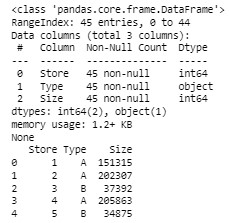 <class 'pandas.core.frame.DataFrame'>
RangeIndex: 45 entries, 0 to 44
Data columns (total 3 columns):
 #   Column  Non-Null Count  Dtype
---  ------  --------------  -----
 0   Store   45 non-null     int64
 1   Type    45 non-null     object
 2   Size    45 non-null     int64
dtypes: int64(2), object(1)
memory usage: 1.2+ KB
None
   Store Type    Size
0      1    A  151315
1      2    A  202307
2      3    B   37392
3      4    A  205863
4      5    B   34875